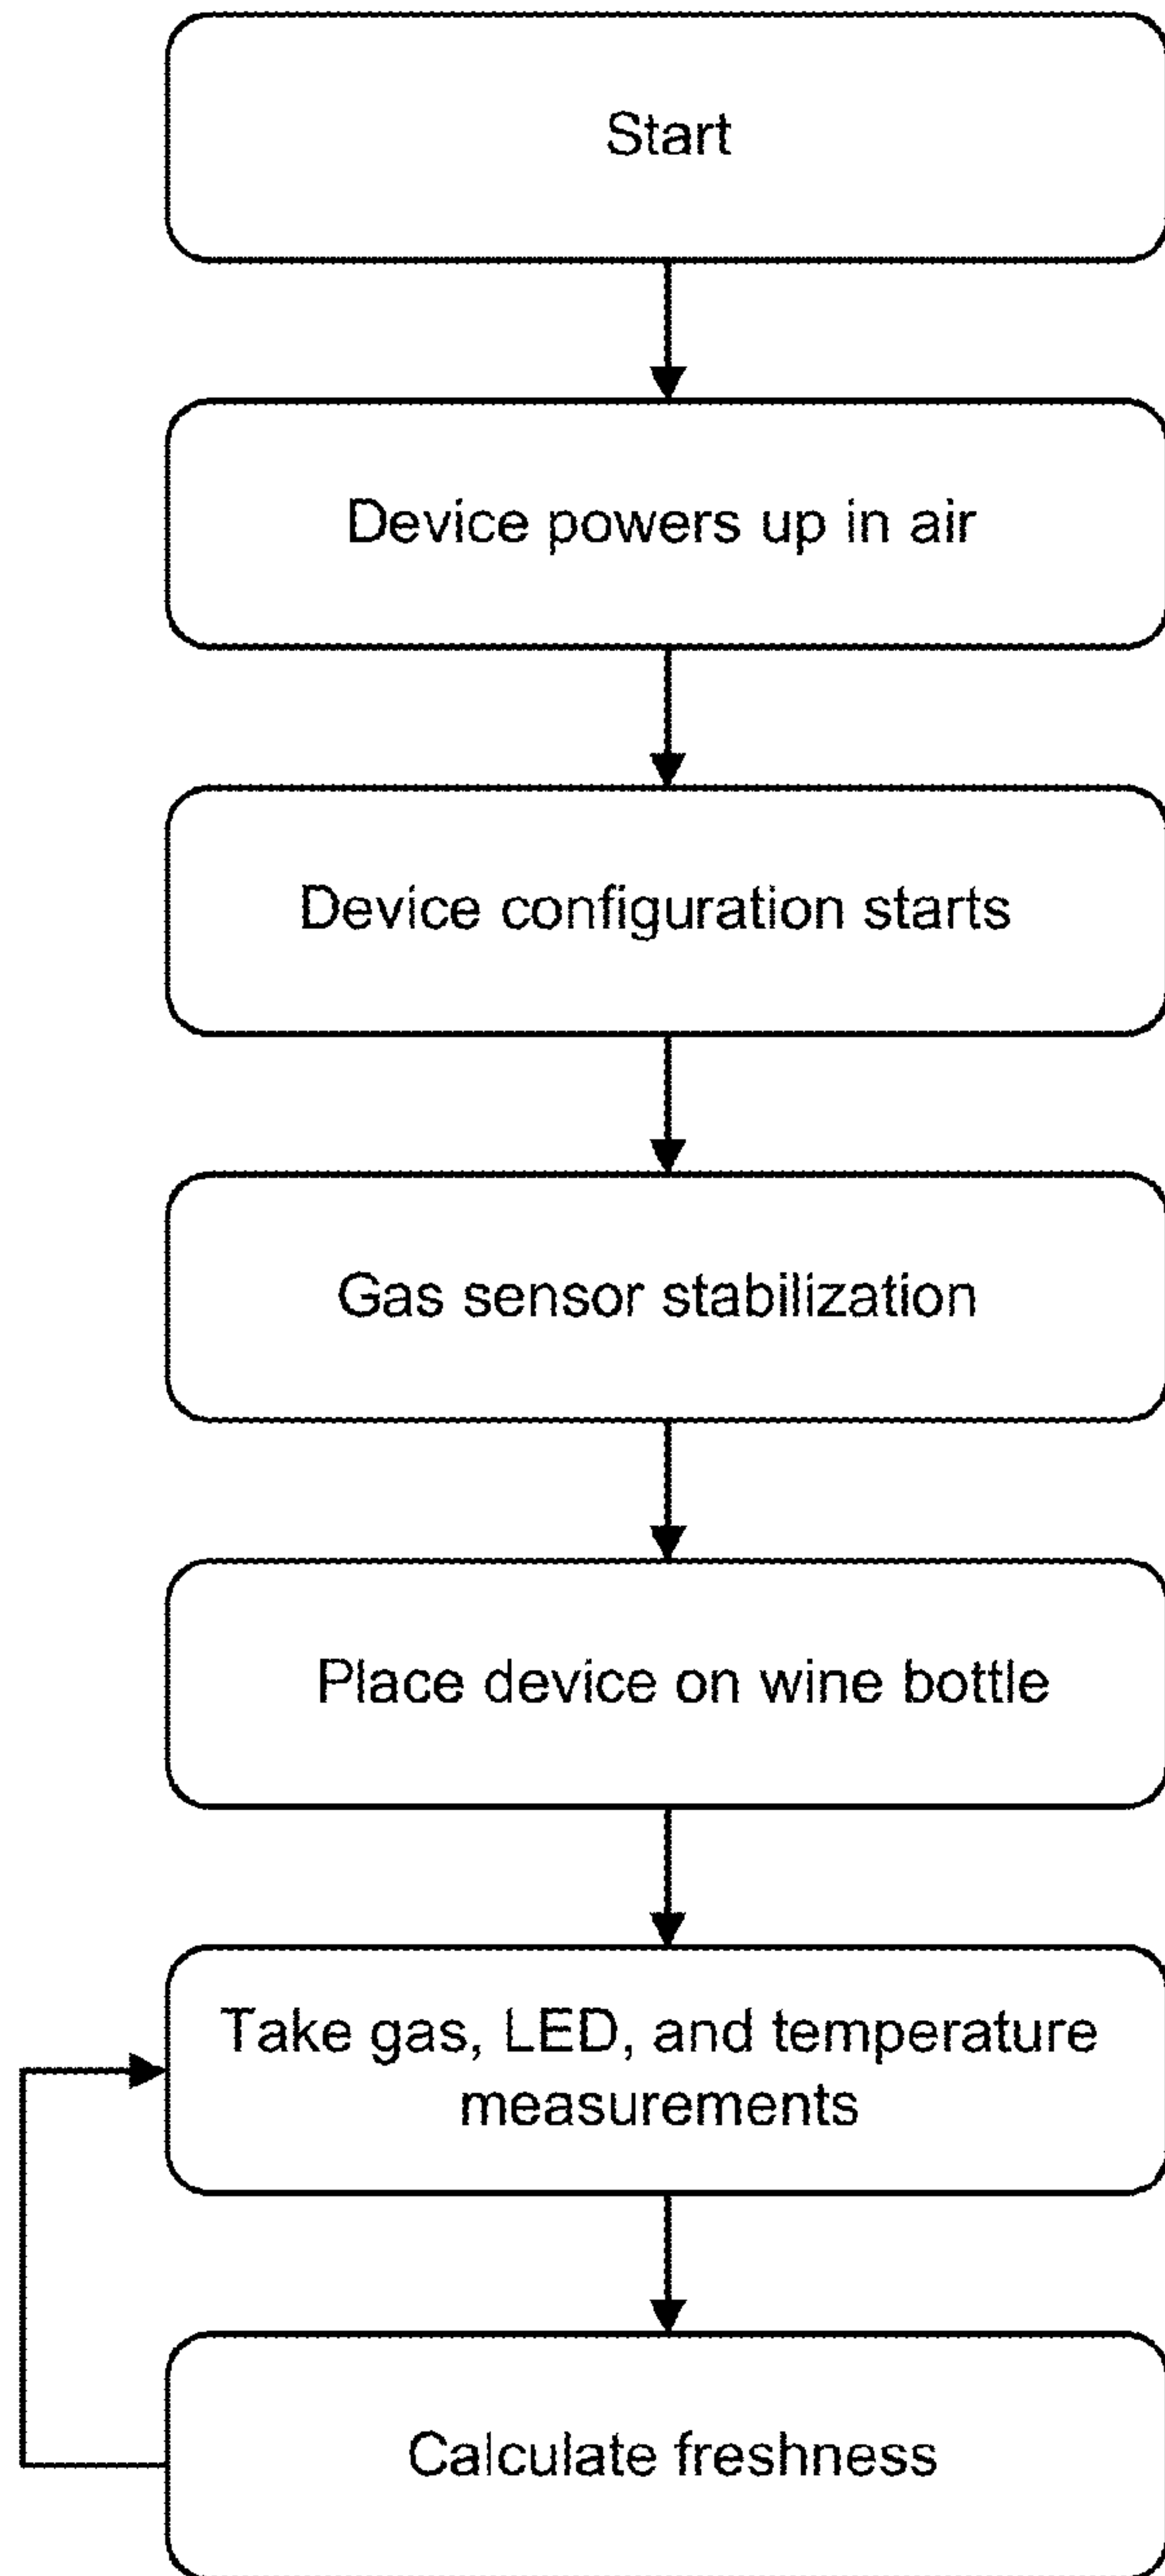 Start
Device powers up in air
Device configuration starts
Gas sensor stabilization
Place device on wine bottle
Take gas, LED, and temperature
measurements
Calculate freshness